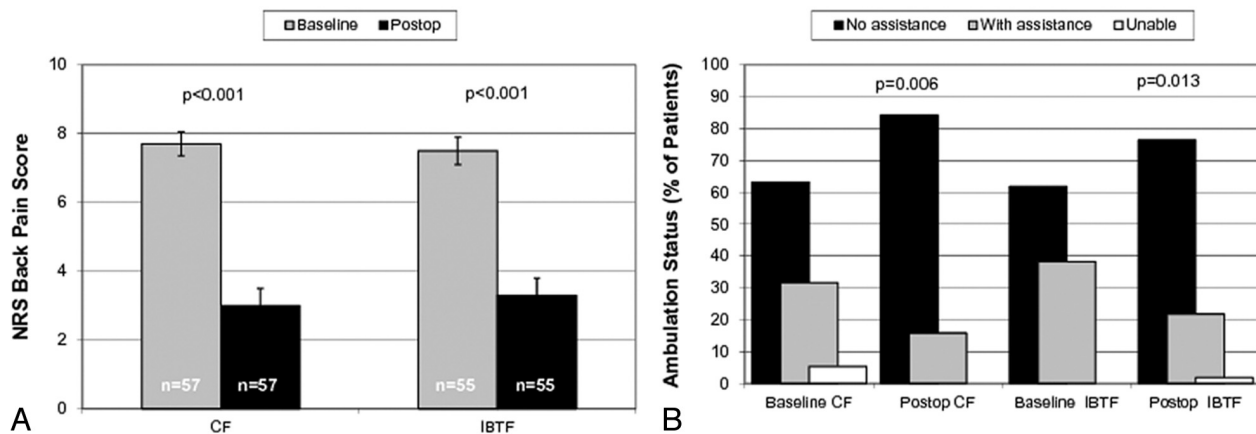 Baseline Postop
10
8
6
4
2
0
NRS Back Pain Score
p<0.001 p<0.001
n=57 n=57 n=55 n=55
CF IBTF
A
No assistance With assistance Unable
100
90
80
70
60
50
40
30
20
10
0
Ambulation Status (% of Patients)
p=0.006 p=0.013
Baseline CF Postop CF Baseline IBTF Postop IBTF
B